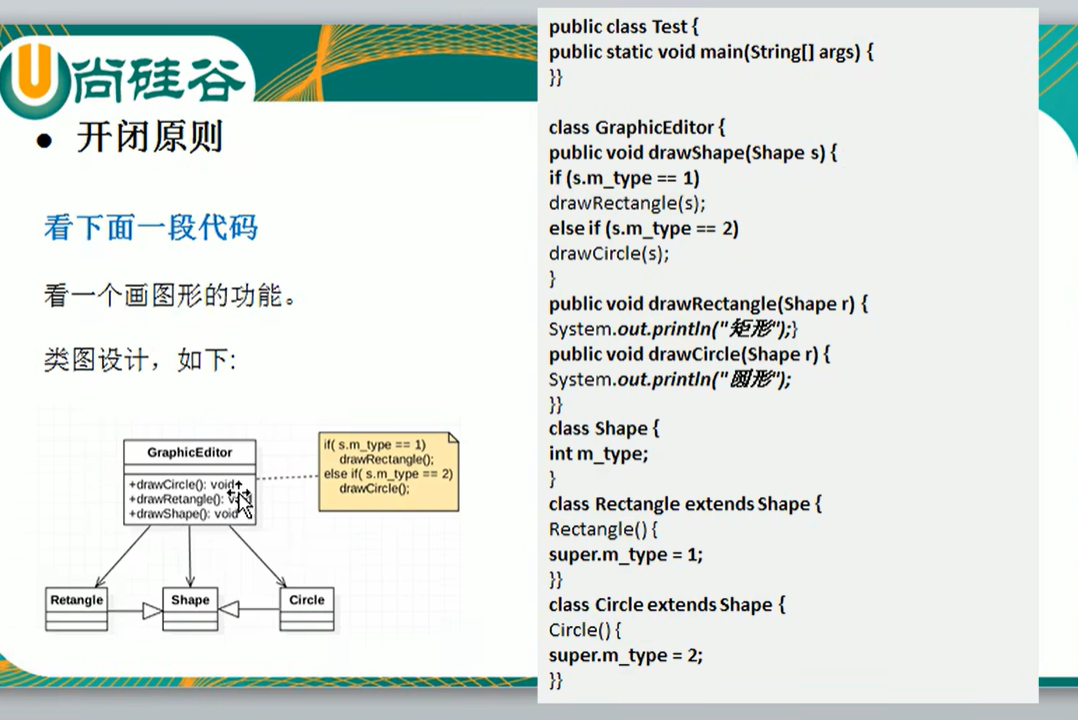 尚硅谷
● 开闭原则
看下面一段代码
看一个画图形的功能。
类图设计，如下:
GraphicEditor
+drawCircle(): void
+drawRetangle(): v
+drawShape(): void
if( s.m_type == 1)
drawRectangle();
else if( s.m_type == 2)
drawCircle();
Retangle
Shape
Circle
public class Test {
public static void main(String[] args) {
}}
class GraphicEditor {
public void drawShape(Shape s) {
if (s.m_type == 1)
drawRectangle(s);
else if (s.m_type == 2)
drawCircle(s);
}
public void drawRectangle(Shape r) {
System.out.println("矩形");}
public void drawCircle(Shape r) {
System.out.println("圆形");
}}
class Shape {
int m_type;
}
class Rectangle extends Shape {
Rectangle() {
super.m_type = 1;
}}
class Circle extends Shape {
Circle() {
super.m_type = 2;
}}